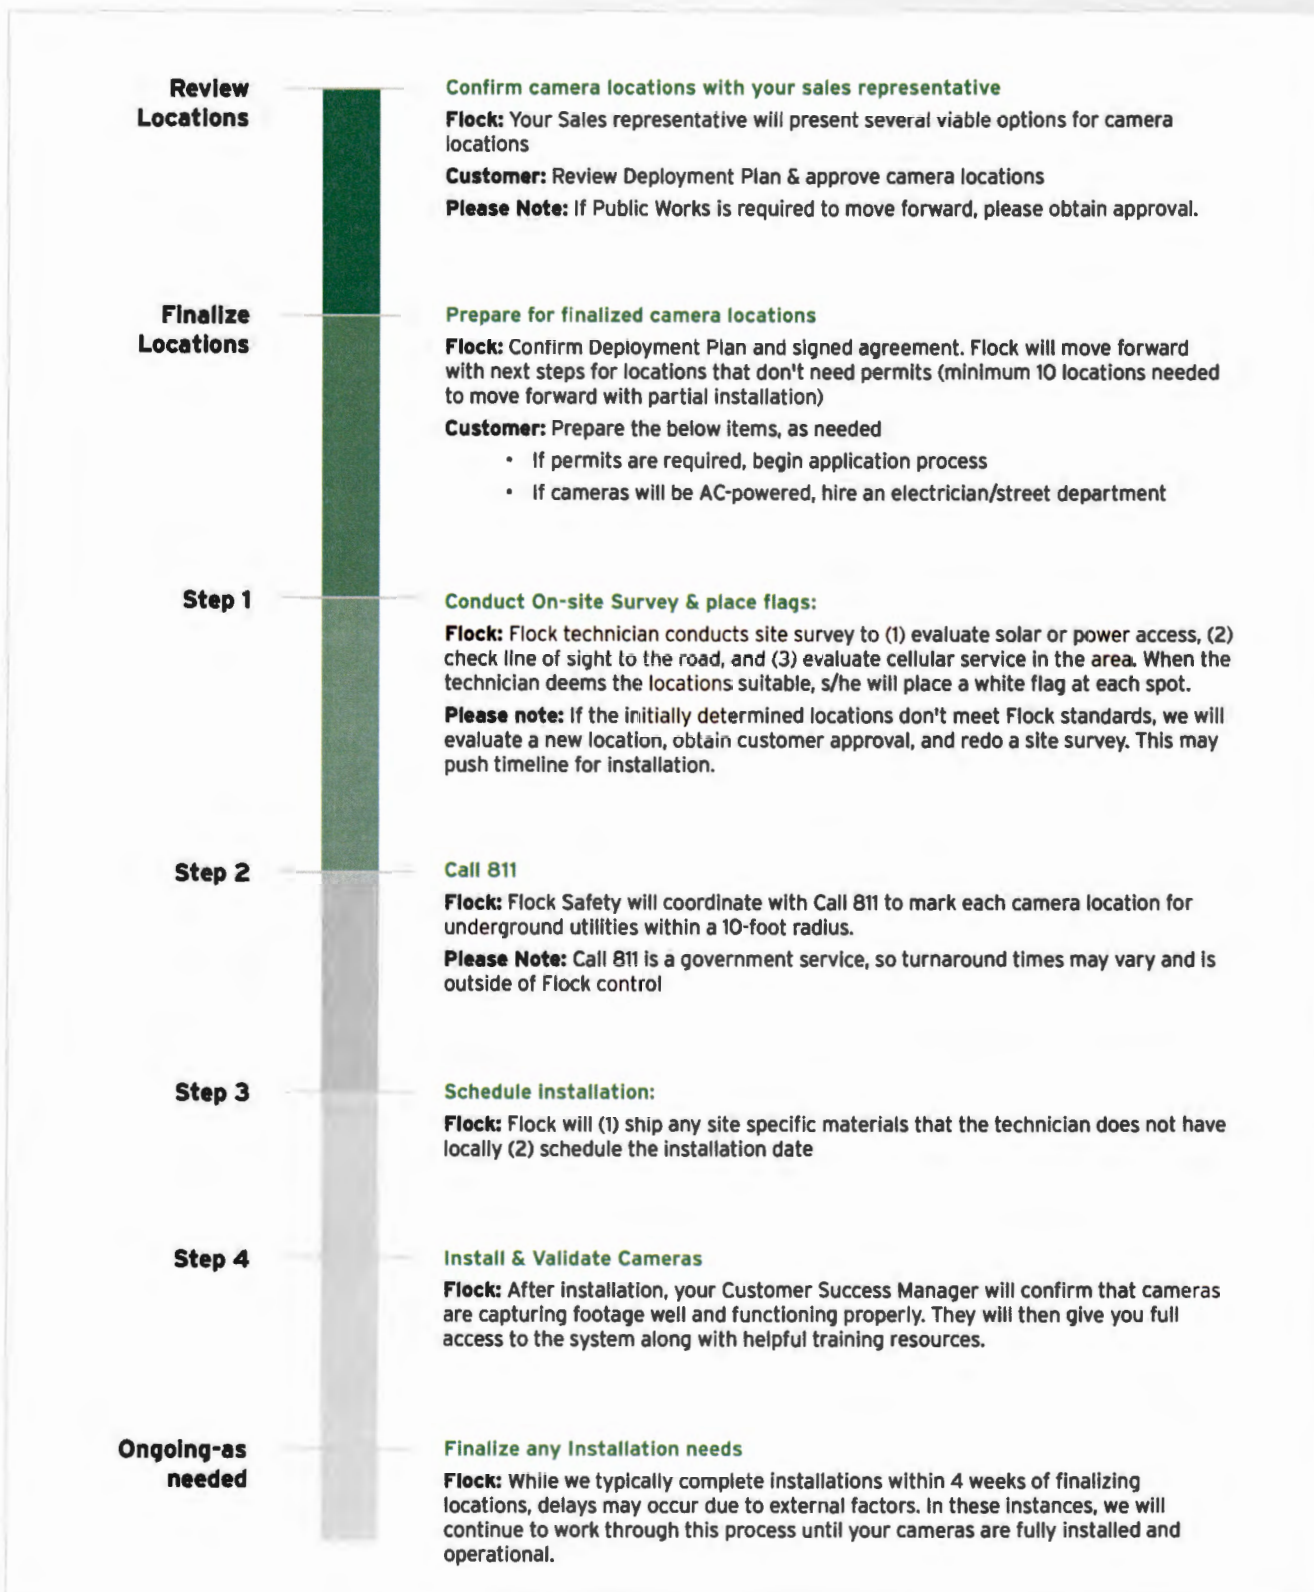 Review
Locations
Confirm camera locations with your sales representative
Flock: Your Sales representative will present several viable options for camera
locations
Customer: Review Deployment Plan & approve camera locations
Please Note: If Public Works is required to move forward, please obtain approval.
Finalize
Locations
Prepare for finalized camera locations
Flock: Confirm Deployment Plan and signed agreement. Flock will move forward
with next steps for locations that don't need permits (minimum 10 locations needed
to move forward with partial installation)
Customer: Prepare the below items, as needed
• If permits are required, begin application process
• If cameras will be AC-powered, hire an electrician/street department
Step 1
Conduct On-site Survey & place flags:
Flock: Flock technician conducts site survey to (1) evaluate solar or power access, (2)
check line of sight to the road, and (3) evaluate cellular service in the area. When the
technician deems the locations suitable, s/he will place a white flag at each spot.
Please note: If the initially determined locations don't meet Flock standards, we will
evaluate a new location, obtain customer approval, and redo a site survey. This may
push timeline for installation.
Step 2
Call 811
Flock: Flock Safety will coordinate with Call 811 to mark each camera location for
underground utilities within a 10-foot radius.
Please Note: Call 811 is a government service, so turnaround times may vary and is
outside of Flock control
Step 3
Schedule installation:
Flock: Flock will (1) ship any site specific materials that the technician does not have
locally (2) schedule the installation date
Step 4
Install & Validate Cameras
Flock: After installation, your Customer Success Manager will confirm that cameras
are capturing footage well and functioning properly. They will then give you full
access to the system along with helpful training resources.
Ongoing-as
needed
Finalize any Installation needs
Flock: While we typically complete installations within 4 weeks of finalizing
locations, delays may occur due to external factors. In these instances, we will
continue to work through this process until your cameras are fully installed and
operational.